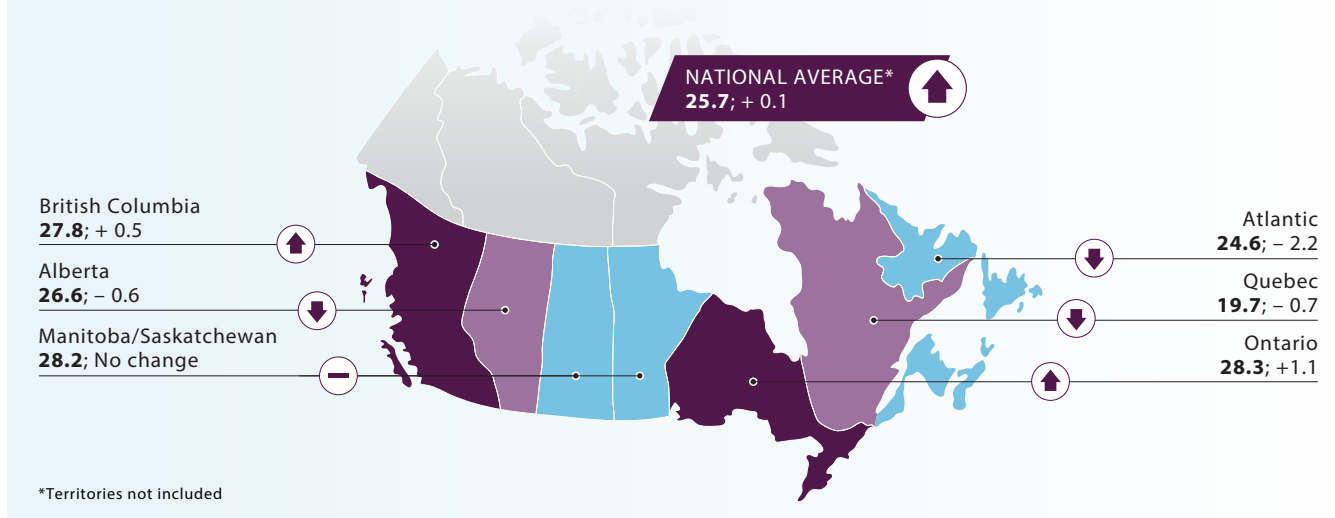 NATIONAL AVERAGE*
25.7; + 0.1
British Columbia
27.8; + 0.5
Alberta
26.6; – 0.6
Manitoba/Saskatchewan
28.2; No change
Atlantic
24.6; – 2.2
Quebec
19.7; – 0.7
Ontario
28.3; +1.1
*Territories not included